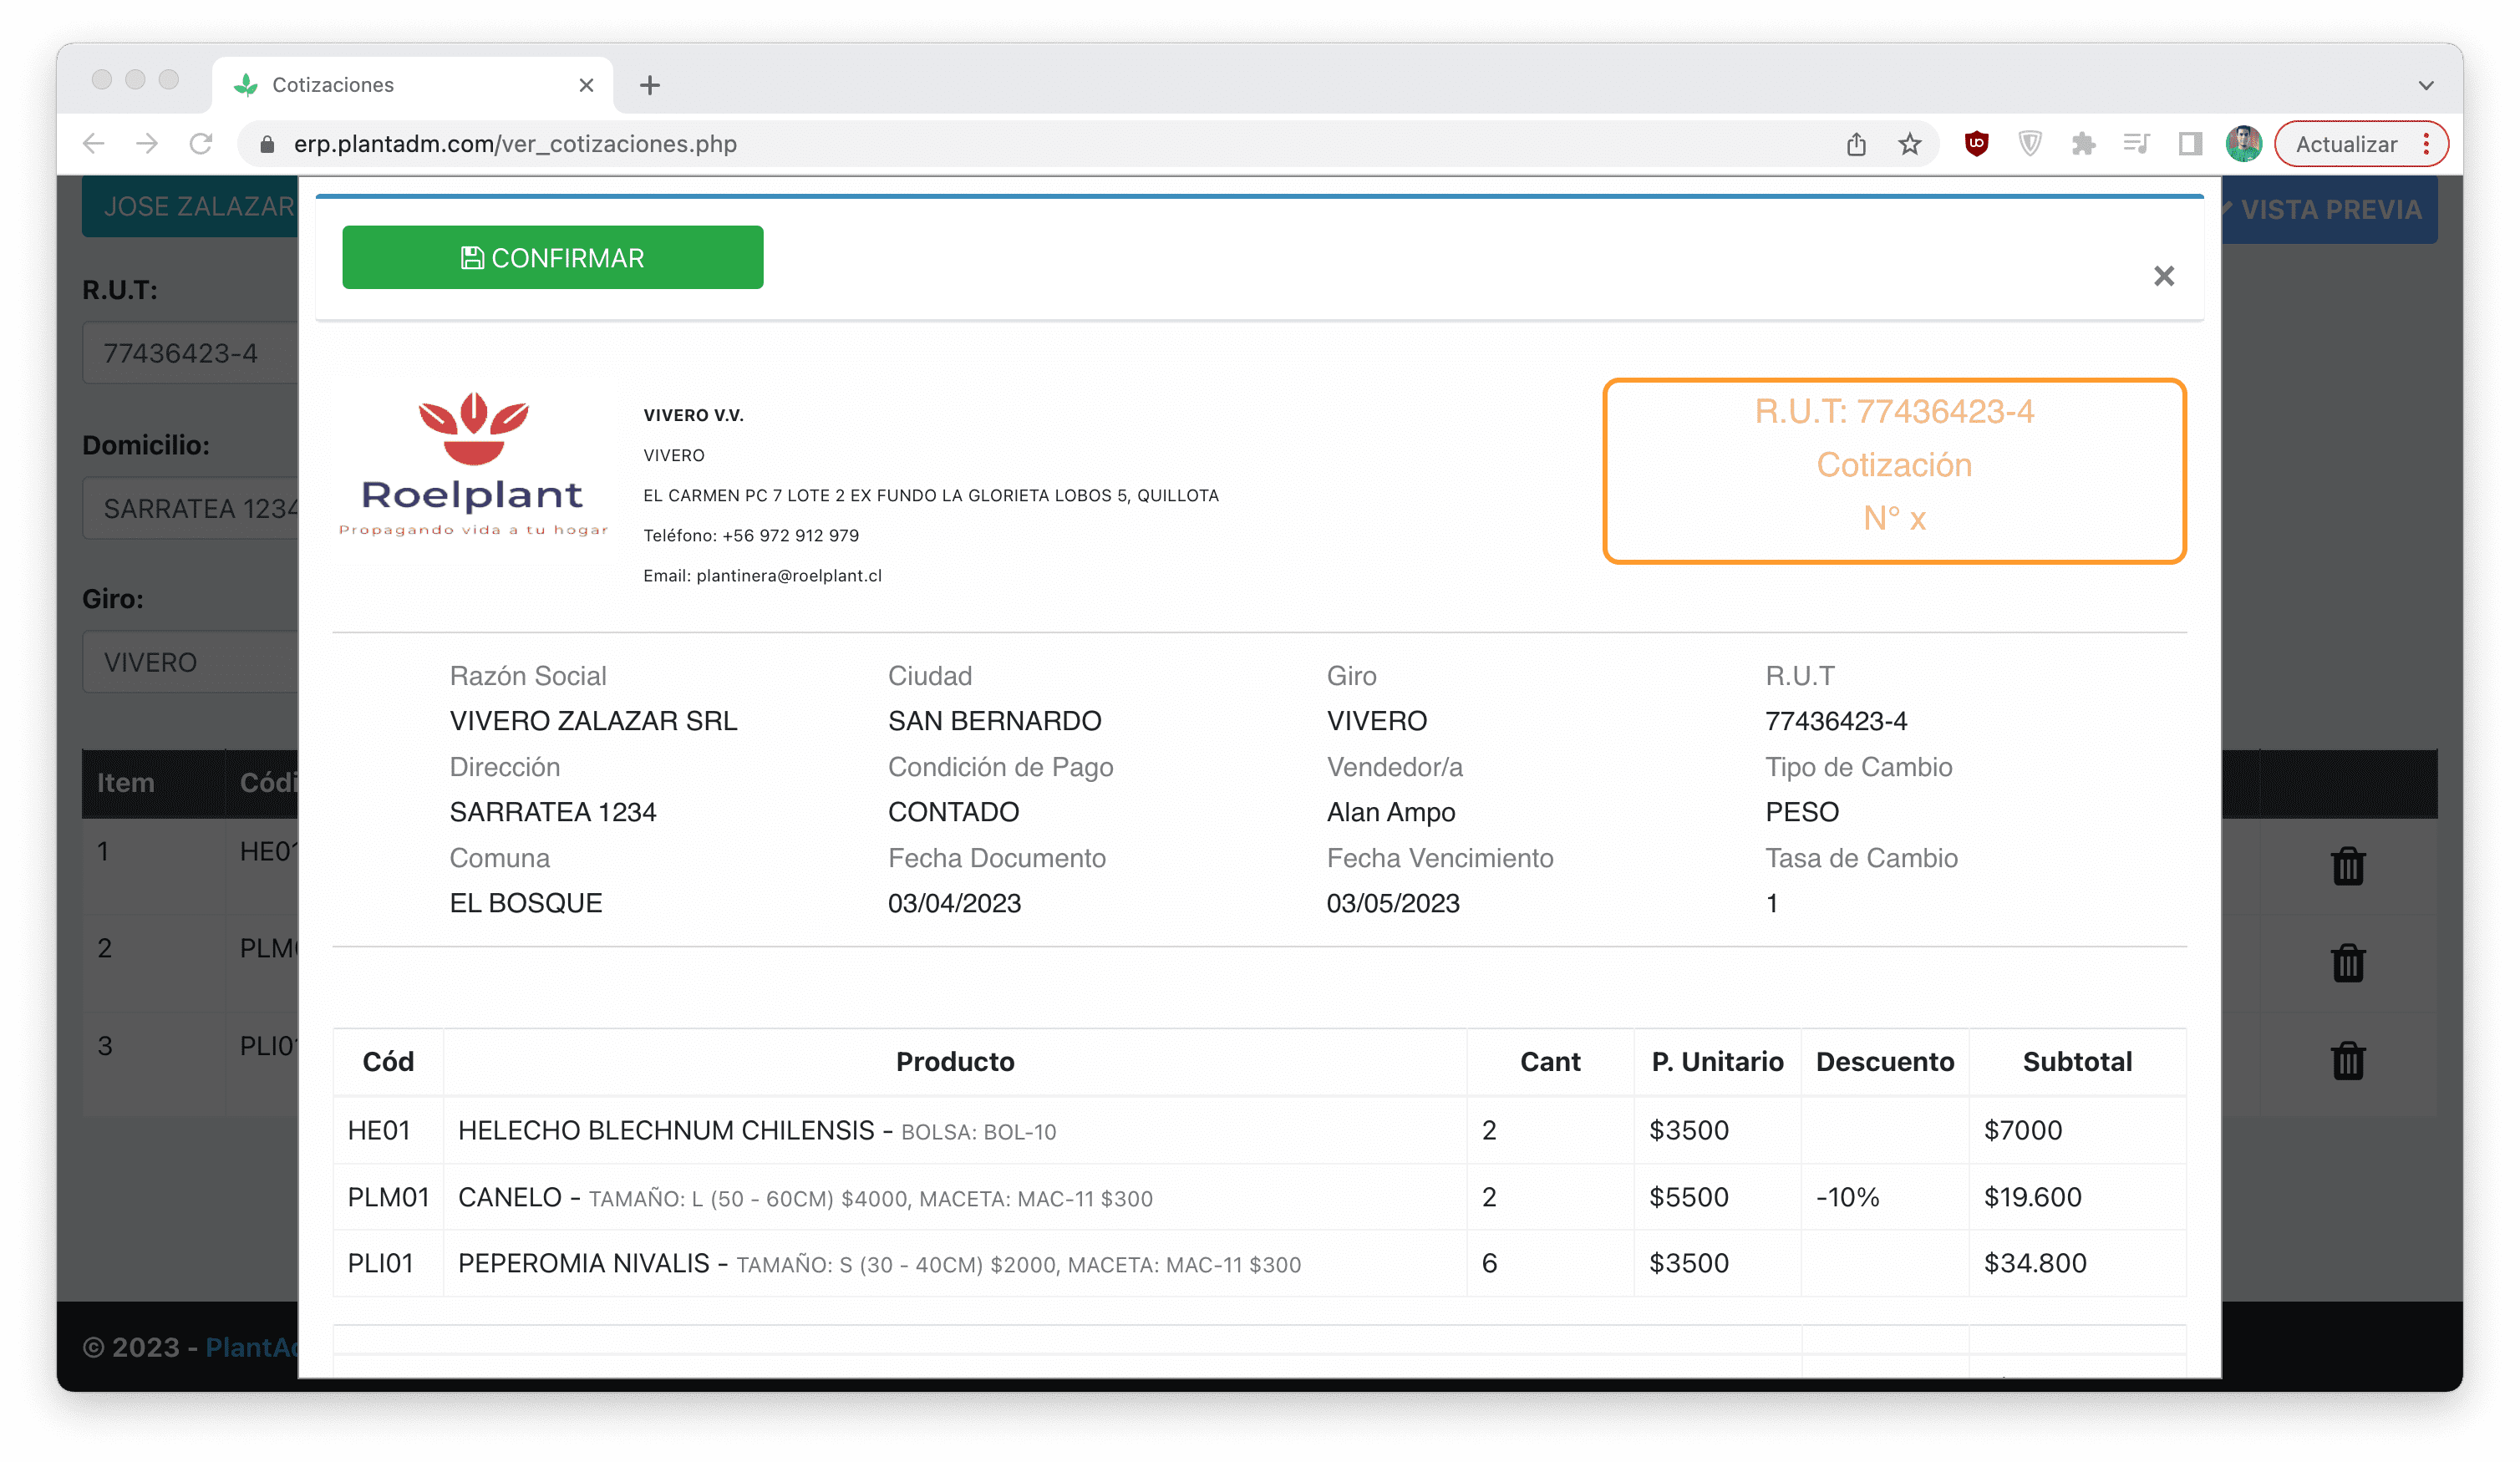 Cotizaciones
erp.plantadm.com/ver_cotizaciones.php
Actualizar
JOSE ZALAZAR
VISTA PREVIA
CONFIRMAR
R.U.T:
77436423-4
Domicilio:
SARRATEA 1234
Giro:
VIVERO
Roelplant
Propagando vida a tu hogar
VIVERO V.V.
VIVERO
EL CARMEN PC 7 LOTE 2 EX FUNDO LA GLORIETA LOBOS 5, QUILLOTA
Teléfono: +56 972 912 979
Email: plantinera@roelplant.cl
R.U.T: 77436423-4
Cotización
N° x
Razón Social Ciudad Giro R.U.T
VIVERO ZALAZAR SRL SAN BERNARDO VIVERO 77436423-4
Dirección Condición de Pago Vendedor/a Tipo de Cambio
SARRATEA 1234 CONTADO Alan Ampo PESO
Comuna Fecha Documento Fecha Vencimiento Tasa de Cambio
EL BOSQUE 03/04/2023 03/05/2023 1
Item Códi
1 HE01
2 PLM0
3 PLI01
Cód Producto Cant P. Unitario Descuento Subtotal
HE01 HELECHO BLECHNUM CHILENSIS - BOLSA: BOL-10 2 $3500 $7000
PLM01 CANELO - TAMAÑO: L (50 - 60CM) $4000, MACETA: MAC-11 $300 2 $5500 -10% $19.600
PLI01 PEPEROMIA NIVALIS - TAMAÑO: S (30 - 40CM) $2000, MACETA: MAC-11 $300 6 $3500 $34.800
© 2023 - PlantAd